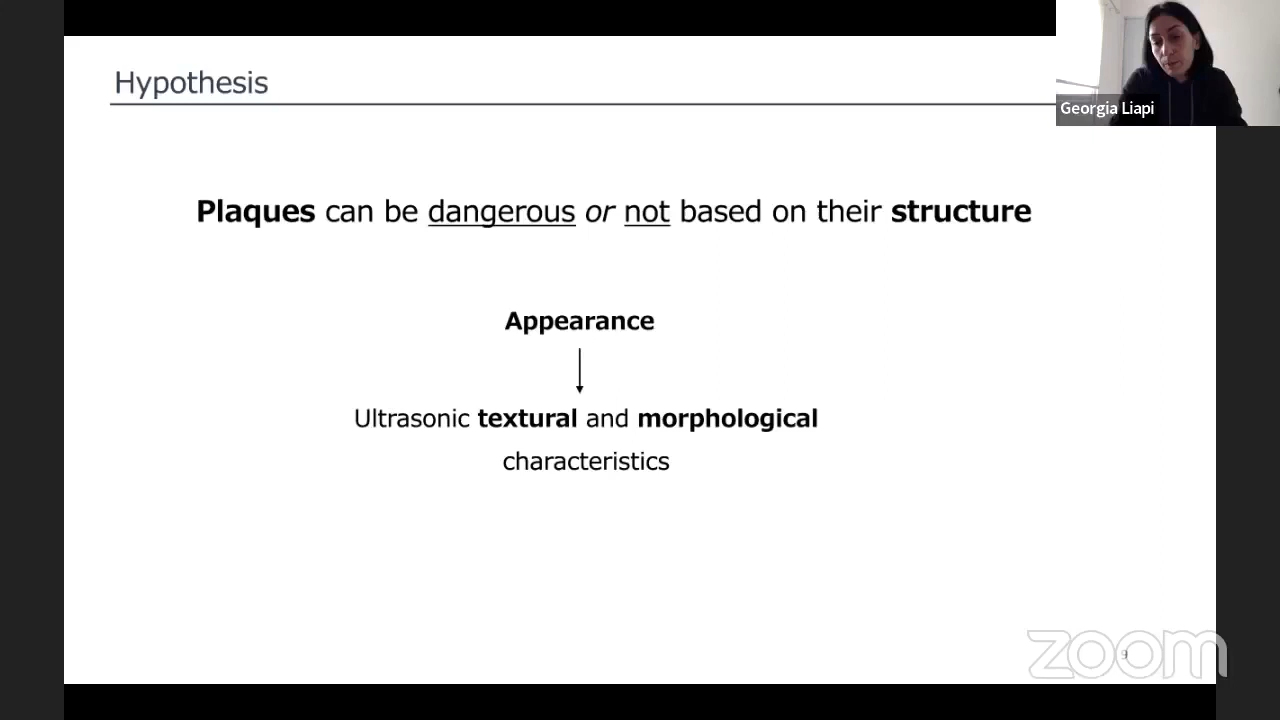 Hypothesis
Georgia Liapi
Plaques can be dangerous or not based on their structure
Appearance
Ultrasonic textural and morphological
characteristics
zoom
9